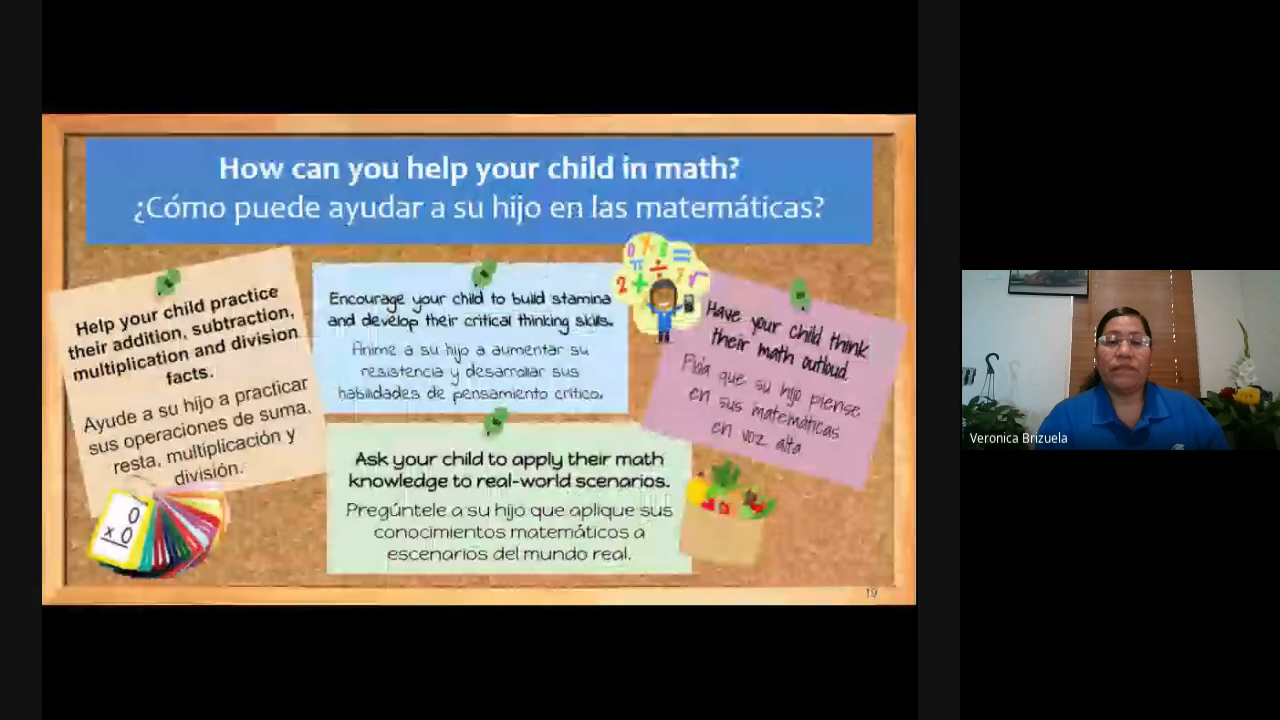 How can you help your child in math?
¿Cómo puede ayudar a su hijo en las matemáticas?
Help your child practice
their addition, subtraction,
multiplication and division
facts.
Ayude a su hijo a practicar
sus operaciones de suma,
resta, multiplicación y
división.
0
x 0
Encourage your child to build stamina
and develop their critical thinking skills.
Anime a su hijo a aumentar su
resistencia y desarrollar sus
habilidades de pensamiento crítico.
Ask your child to apply their math
knowledge to real-world scenarios.
Pregúntele a su hijo que aplique sus
conocimientos matemáticos a
escenarios del mundo real.
Have your child think
their math outloud.
Pida que su hijo piense
en sus matemáticas
en voz alta
19
Veronica Brizuela